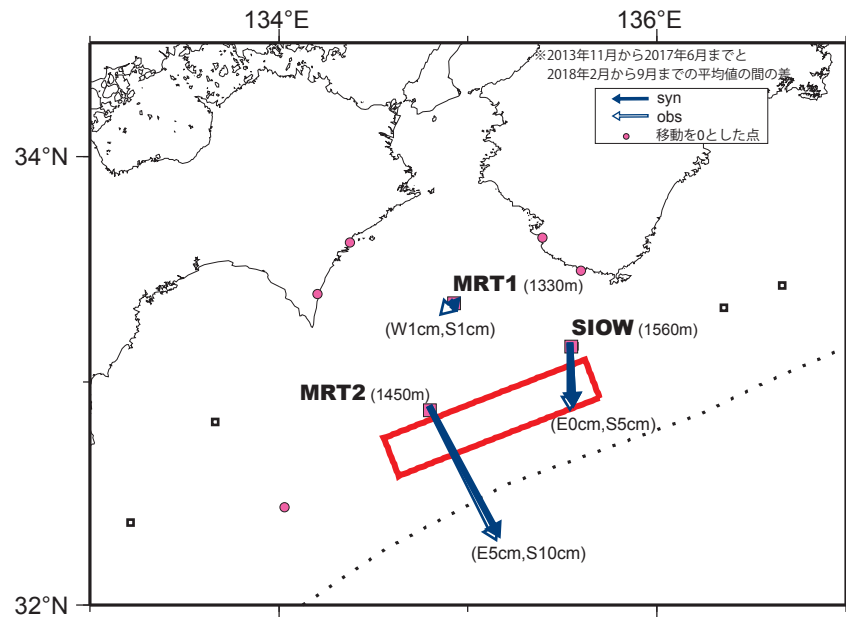 134°E
136°E
※2013年11月から2017年6月までと
2018年2月から9月までの平均値の間の差
syn
obs
移動を0とした点
34°N
MRT1 (1330m)
(W1cm,S1cm)
SIOW (1560m)
MRT2 (1450m)
(E0cm,S5cm)
(E5cm,S10cm)
32°N